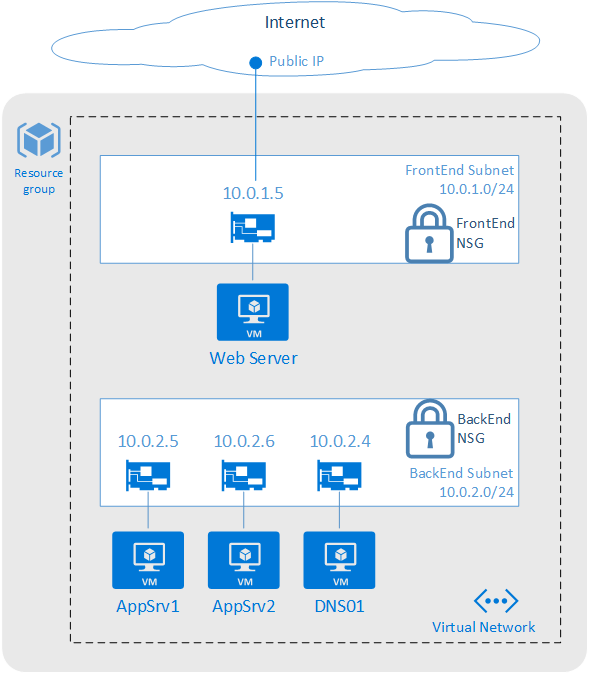 Internet
Public IP
Resource
group
FrontEnd Subnet
10.0.1.0/24
10.0.1.5
FrontEnd
NSG
VM
Web Server
BackEnd
NSG
10.0.2.5
10.0.2.6
10.0.2.4
BackEnd Subnet
10.0.2.0/24
VM
VM
VM
AppSrv1
AppSrv2
DNS01
Virtual Network